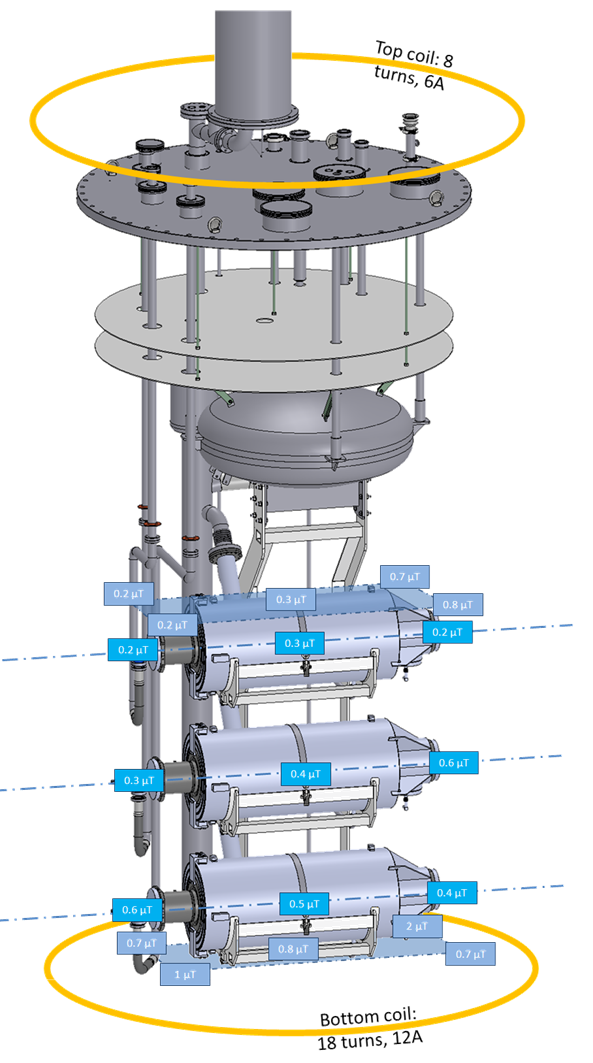 Top coil: 8
turns, 6A
0.7 µT
0.2 µT
0.3 µT
0.8 µT
0.2 µT
0.2 µT
0.3 µT
0.2 µT
0.6 µT
0.4 µT
0.3 µT
0.4 µT
0.5 µT
0.6 µT
2 µT
0.7 µT
0.8 µT
0.7 µT
1 µT
Bottom coil:
18 turns, 12A